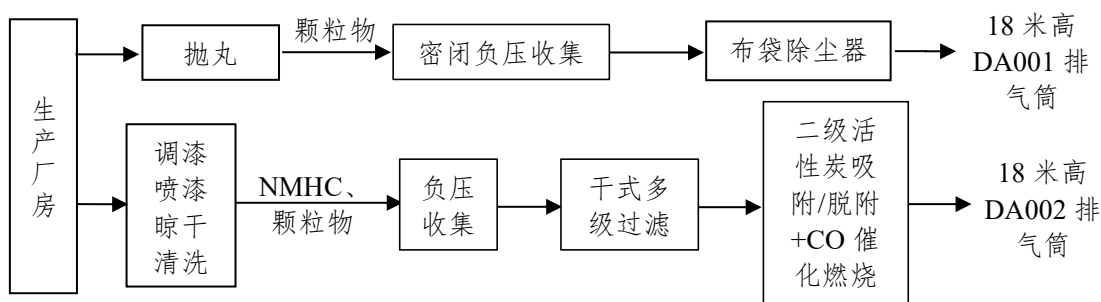 生产厂房
抛丸
颗粒物
密闭负压收集
布袋除尘器
18 米高
DA001 排
气筒
调漆
喷漆
晾干
清洗
NMHC、
颗粒物
负压
收集
干式多
级过滤
二级活
性炭吸
附/脱附
+CO 催
化燃烧
18 米高
DA002 排
气筒